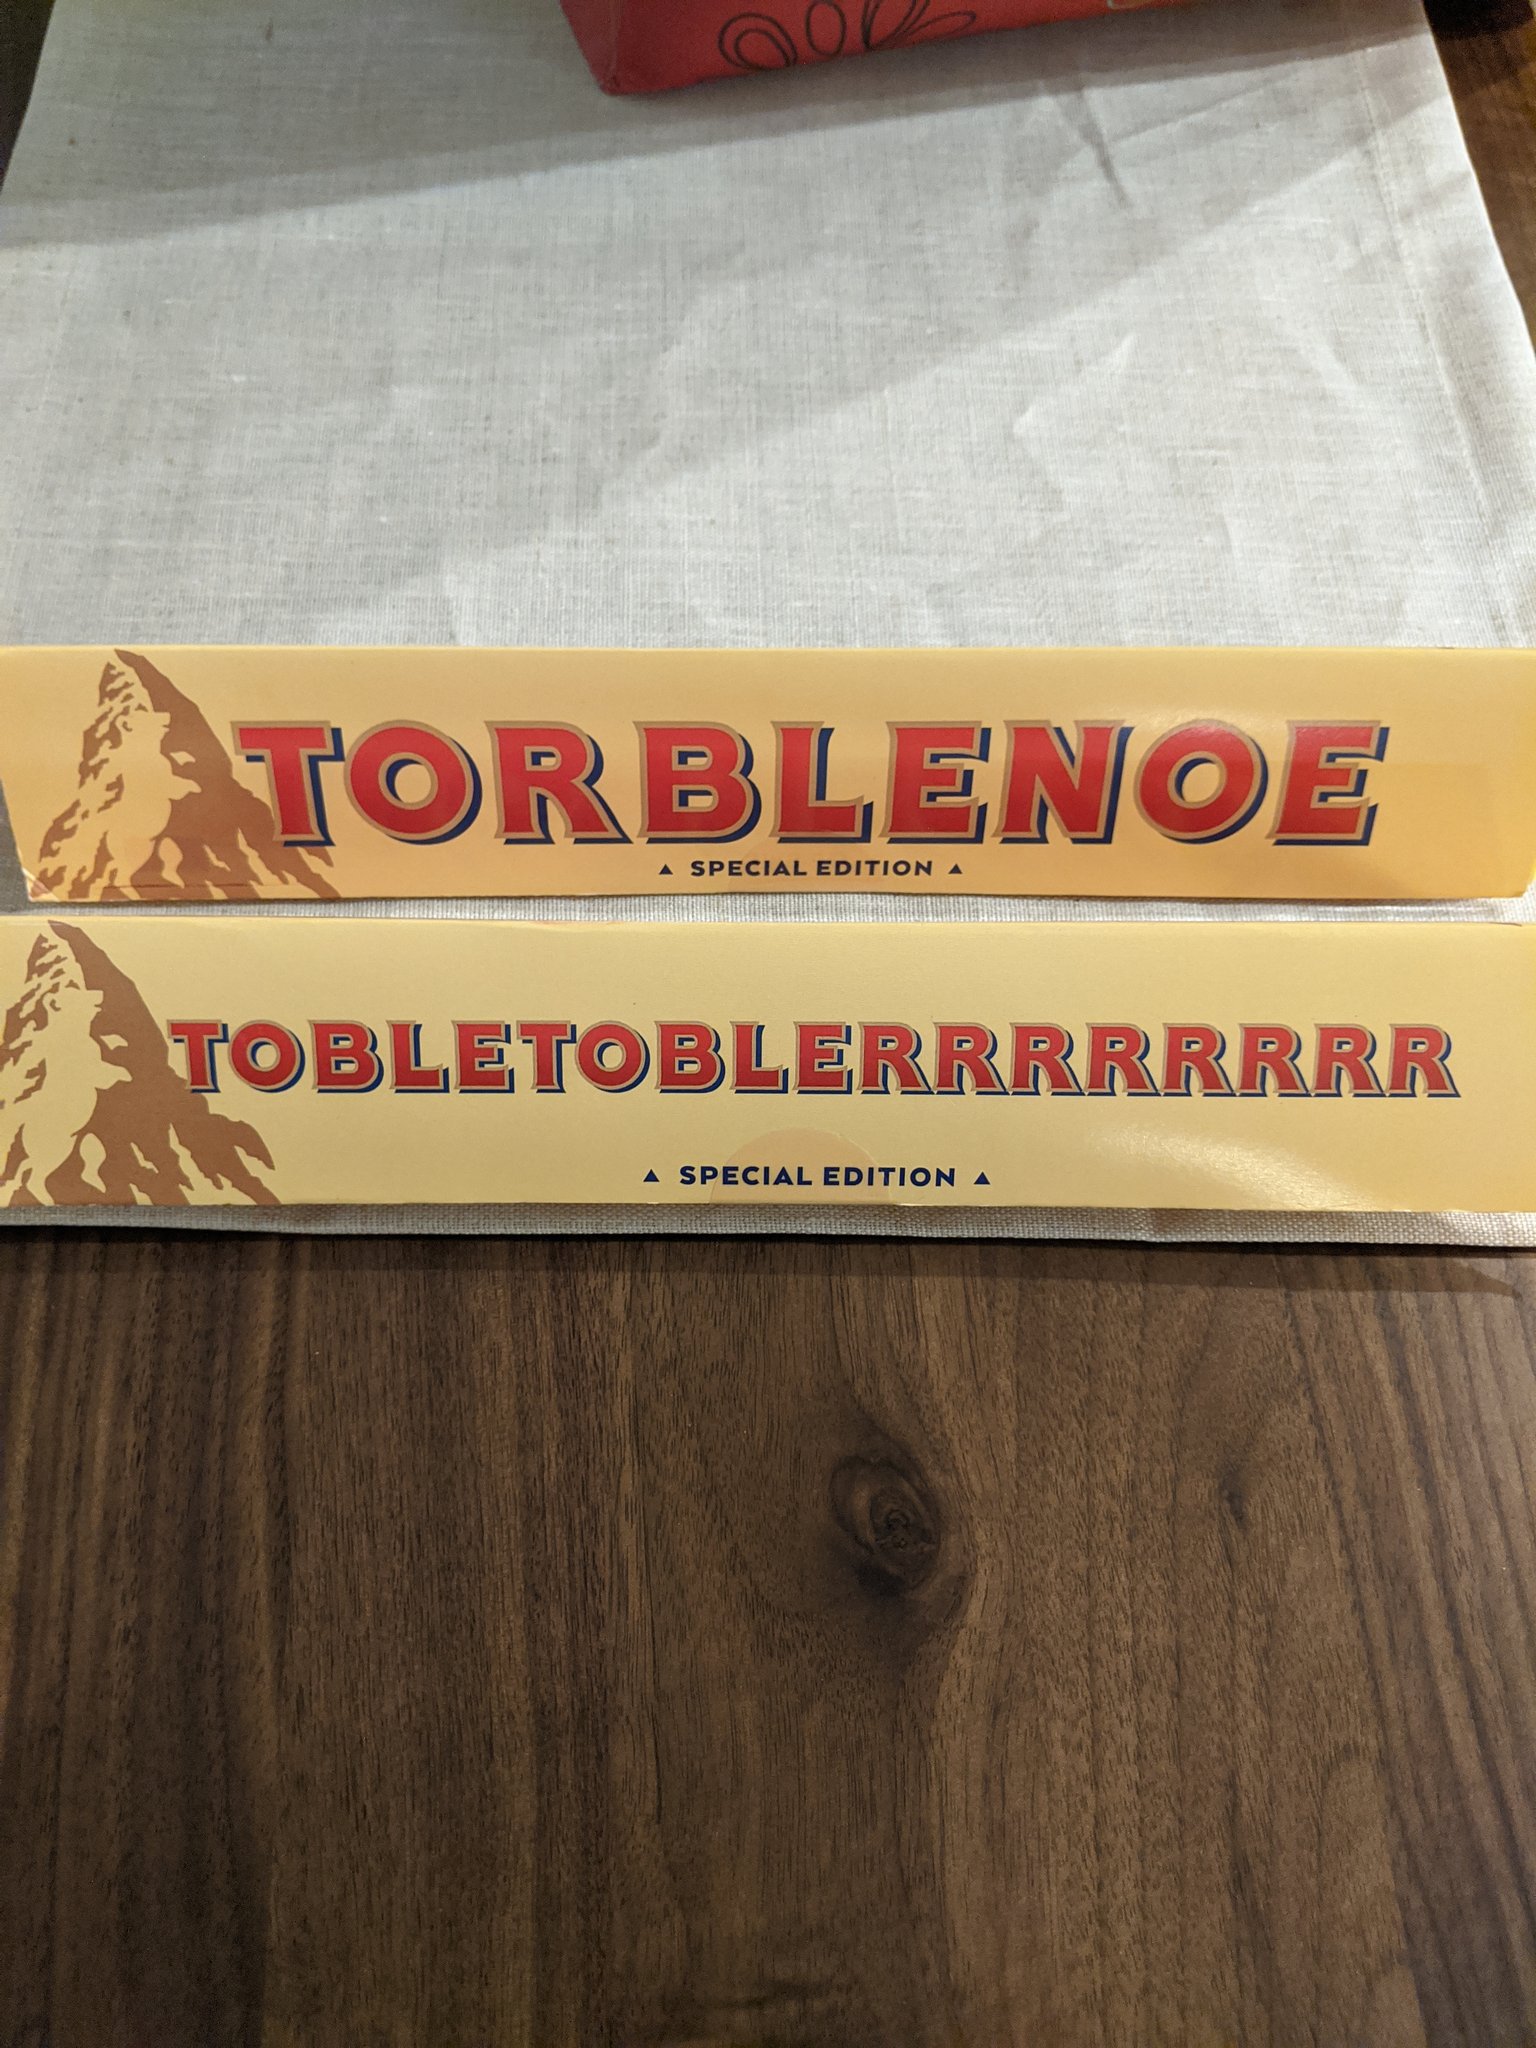 TORBLENOE
▲ SPECIAL EDITION ▲
TOBLETOBLERRRRRRRR
▲ SPECIAL EDITION ▲